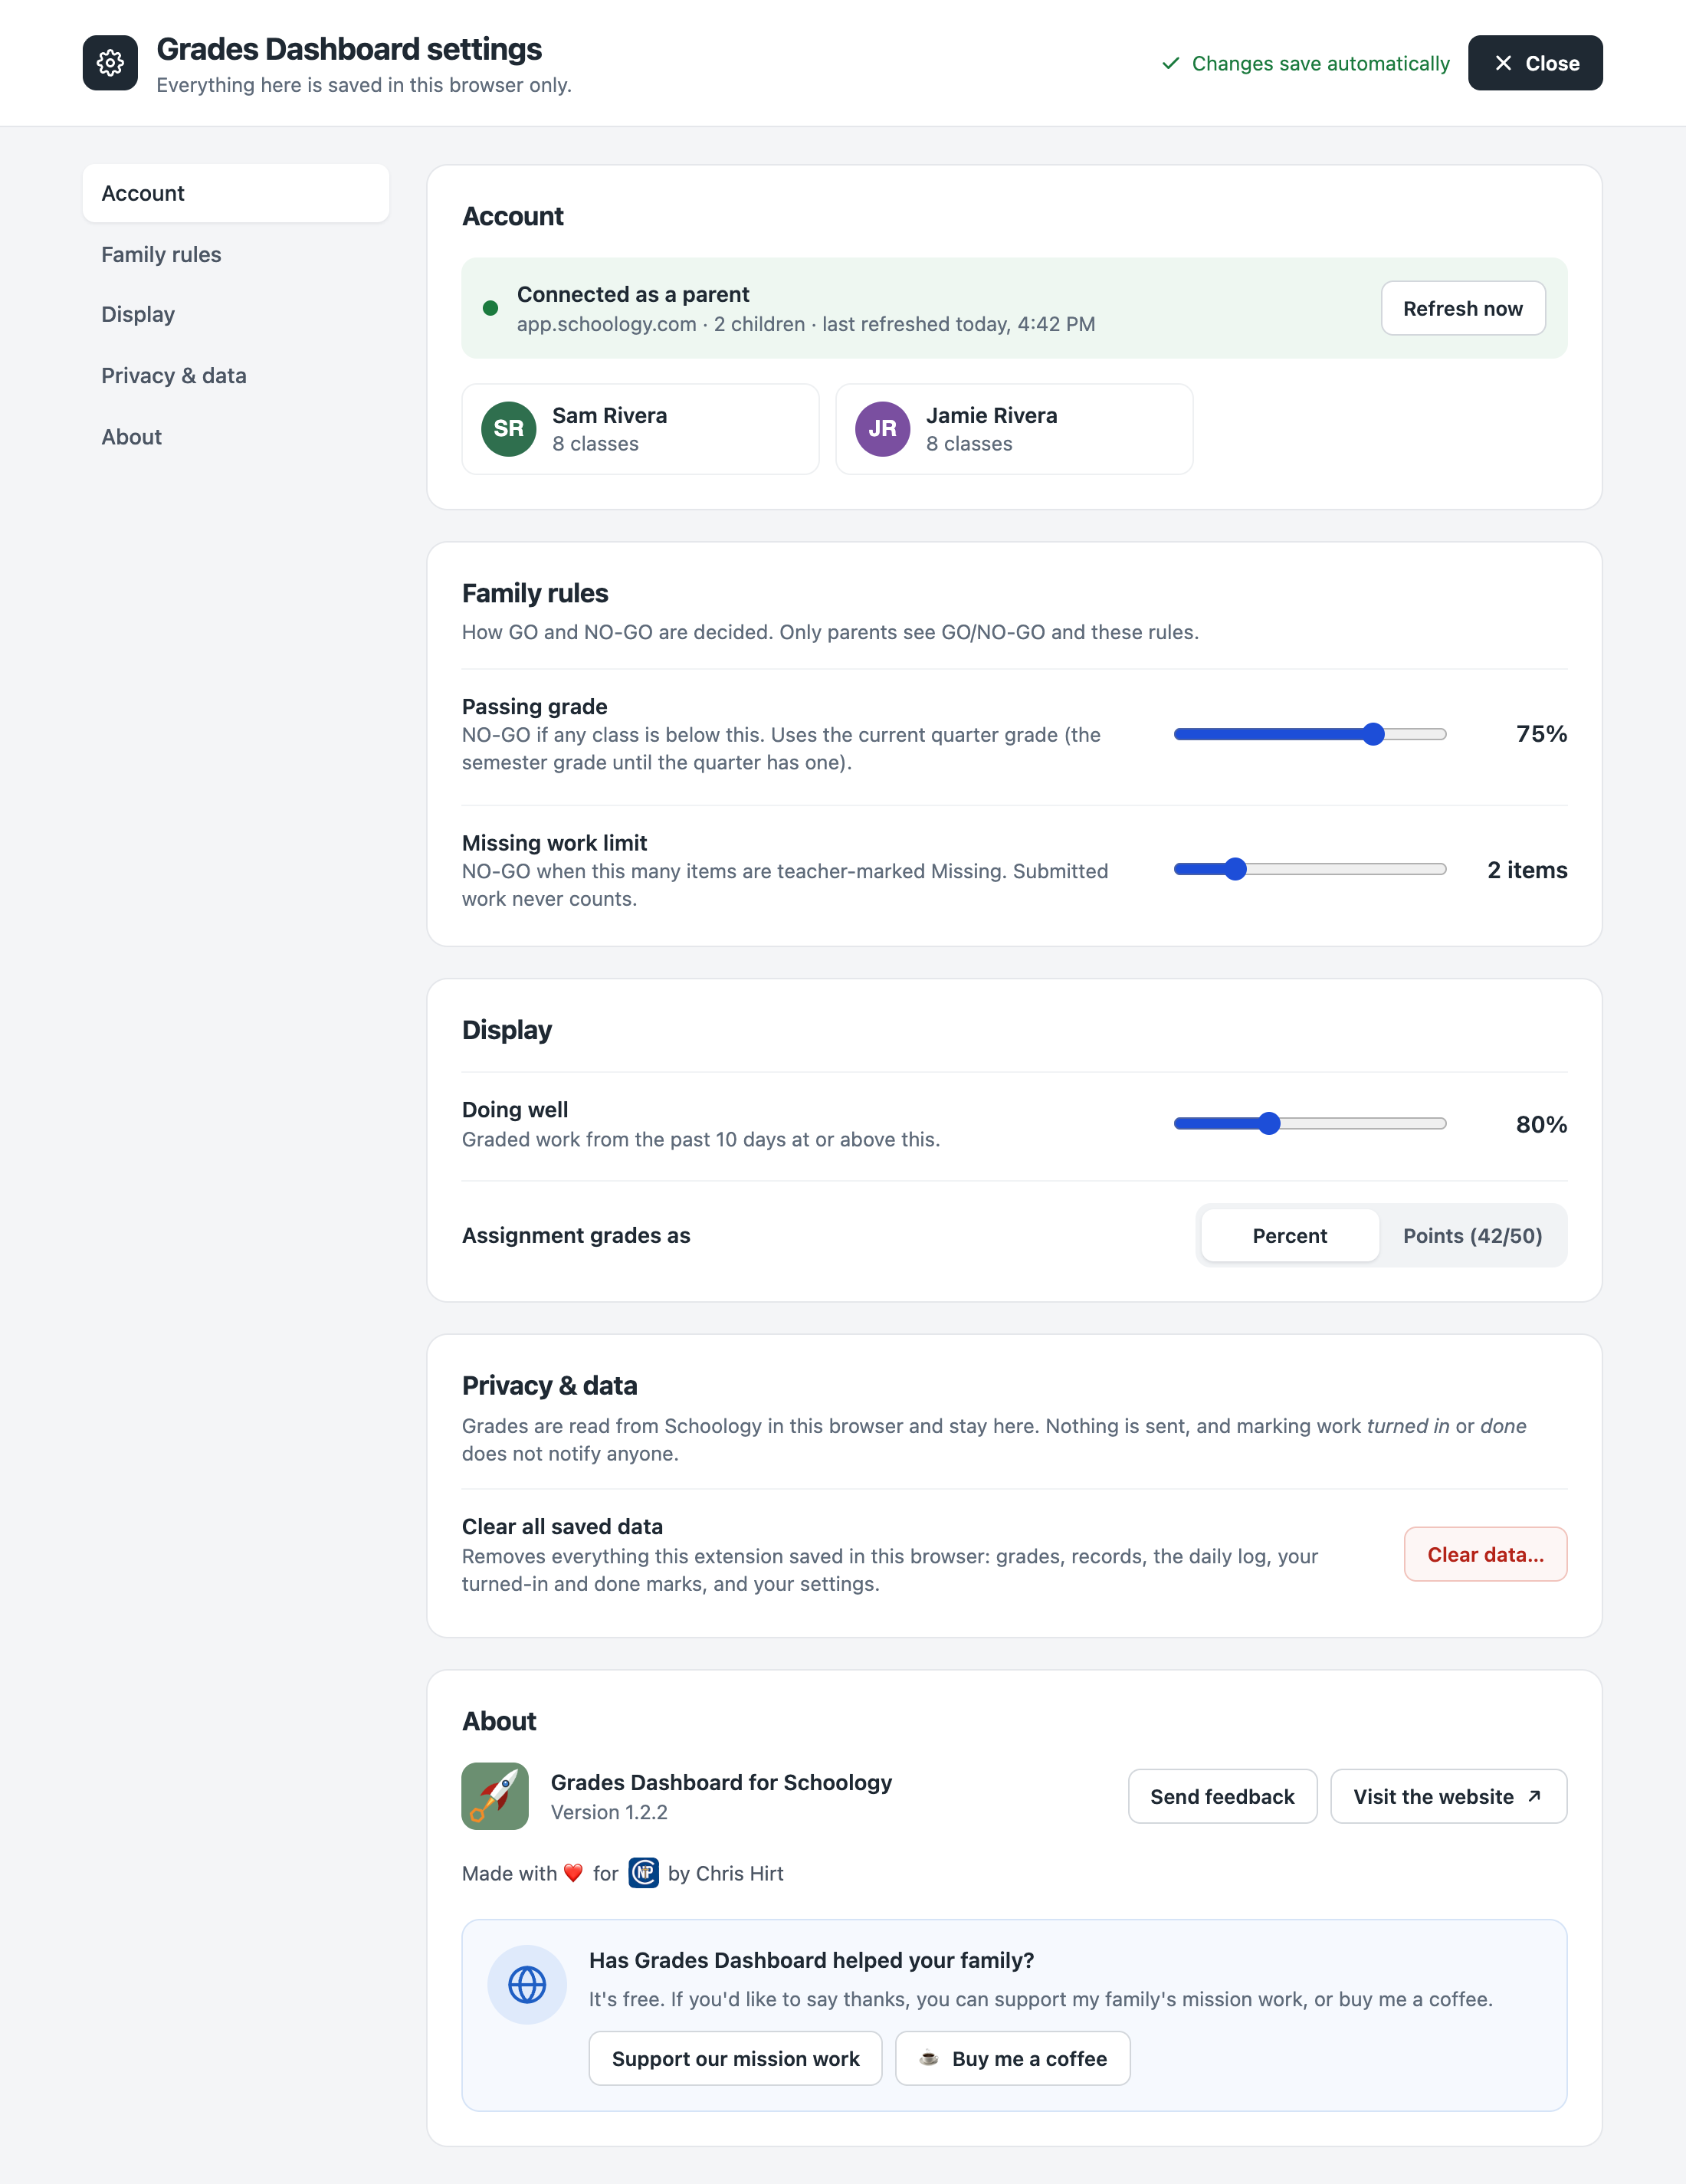 Grades Dashboard settings
Everything here is saved in this browser only.
Changes save automatically
Close
Account
Family rules
Display
Privacy & data
About
Account
Connected as a parent
app.schoology.com · 2 children · last refreshed today, 4:42 PM
Refresh now
SR
Sam Rivera
8 classes
JR
Jamie Rivera
8 classes
Family rules
How GO and NO-GO are decided. Only parents see GO/NO-GO and these rules.
Passing grade
NO-GO if any class is below this. Uses the current quarter grade (the
semester grade until the quarter has one).
75%
Missing work limit
NO-GO when this many items are teacher-marked Missing. Submitted
work never counts.
2 items
Display
Doing well
Graded work from the past 10 days at or above this.
80%
Assignment grades as
Percent
Points (42/50)
Privacy & data
Grades are read from Schoology in this browser and stay here. Nothing is sent, and marking work turned in or done
does not notify anyone.
Clear all saved data
Removes everything this extension saved in this browser: grades, records, the daily log, your
turned-in and done marks, and your settings.
Clear data...
About
Grades Dashboard for Schoology
Version 1.2.2
Send feedback
Visit the website ↗
Made with ❤️ for NP by Chris Hirt
Has Grades Dashboard helped your family?
It's free. If you'd like to say thanks, you can support my family's mission work, or buy me a coffee.
Support our mission work
☕ Buy me a coffee